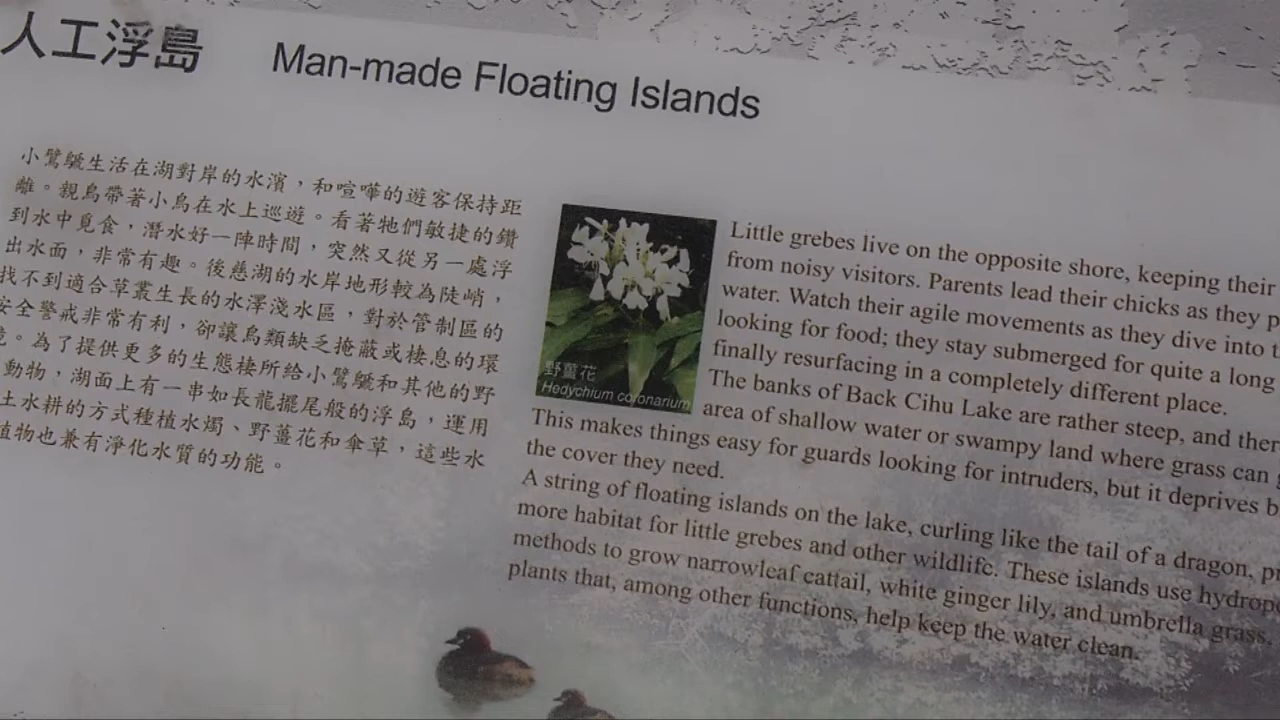 人工浮島
Man-made Floating Islands
小鷿鷈生活在湖對岸的水濱，和喧嘩的遊客保持距
離。親鳥帶著小鳥在水上巡遊。看著牠們敏捷的鑽
到水中覓食，潛水好一陣時間，突然又從另一處浮
出水面，非常有趣。後慈湖的水岸地形較為陡峭，
找不到適合草叢生長的水澤淺水區，對於管制區的
安全警戒非常有利，卻讓鳥類缺乏掩蔽或棲息的環
境。為了提供更多的生態棲所給小鷿鷈和其他的野
動物，湖面上有一串如長龍擺尾般的浮島，運用
土水耕的方式種植水燭、野薑花和傘草，這些水
植物也兼有淨化水質的功能。
野薑花
Hedychium coronarium
Little grebes live on the opposite shore, keeping their
from noisy visitors. Parents lead their chicks as they p
water. Watch their agile movements as they dive into t
looking for food; they stay submerged for quite a long
finally resurfacing in a completely different place.
The banks of Back Cihu Lake are rather steep, and ther
area of shallow water or swampy land where grass can
This makes things easy for guards looking for intruders, but it deprives b
the cover they need.
A string of floating islands on the lake, curling like the tail of a dragon, p
more habitat for little grebes and other wildlife. These islands use hydropo
methods to grow narrowleaf cattail, white ginger lily, and umbrella grass,
plants that, among other functions, help keep the water clean.